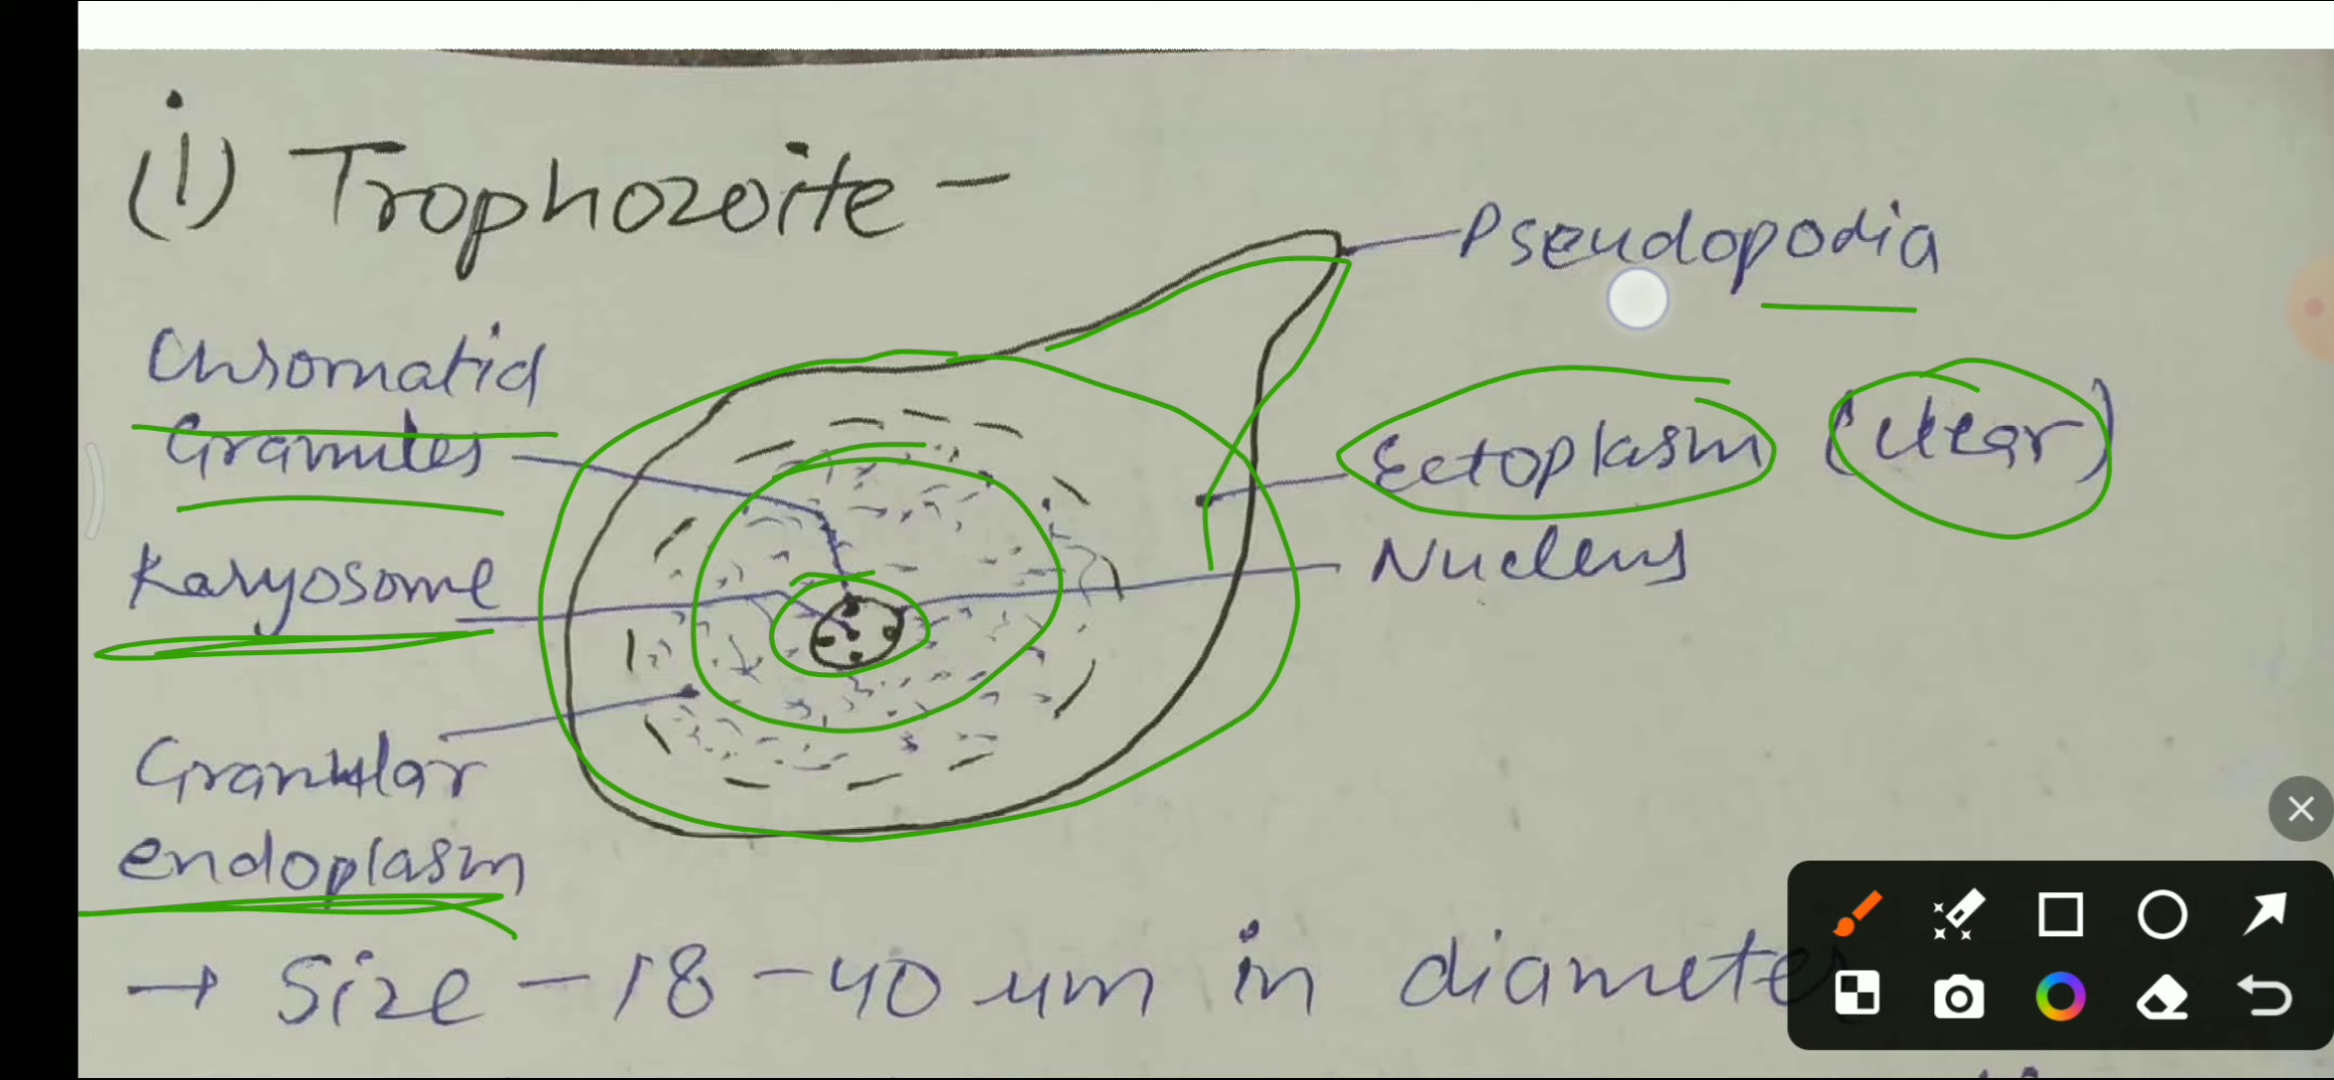 (i) Trophozoite -
Pseudopodia
Chromatid
Granules
Ectoplasm (clear)
Karyosome
Nucleus
Granular
endoplasm
→ Size - 18 - 40 um in diameter